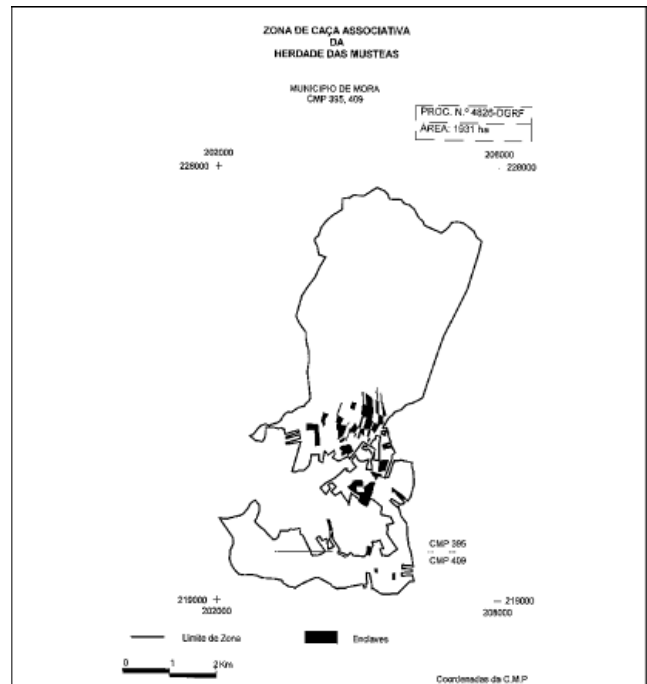 ZONA DE CAÇA ASSOCIATIVA
DA
HERDADE DAS MUSTEAS
MUNICIPIO DE MORA
CMP 395, 409
PROC. N.º 4826-DGRF
ÁREA: 1931 ha
202000
228000
208000
228000
CMP 395
CMP 409
219000
202000
219000
208000
Limite de Zona
Enclaves
0 1 2 Km
Coordenadas da C.M.P